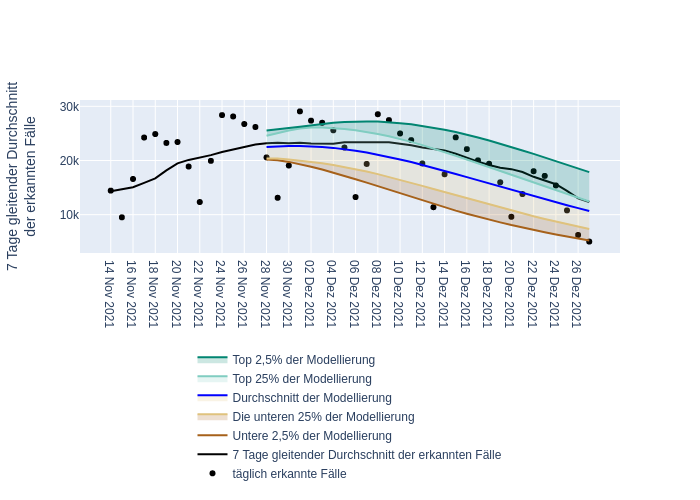 7 Tage gleitender Durchschnitt
der erkannten Fälle
30k
20k
10k
14 Nov 2021
16 Nov 2021
18 Nov 2021
20 Nov 2021
22 Nov 2021
24 Nov 2021
26 Nov 2021
28 Nov 2021
30 Nov 2021
02 Dez 2021
04 Dez 2021
06 Dez 2021
08 Dez 2021
10 Dez 2021
12 Dez 2021
14 Dez 2021
16 Dez 2021
18 Dez 2021
20 Dez 2021
22 Dez 2021
24 Dez 2021
26 Dez 2021
Top 2,5% der Modellierung
Top 25% der Modellierung
Durchschnitt der Modellierung
Die unteren 25% der Modellierung
Untere 2,5% der Modellierung
7 Tage gleitender Durchschnitt der erkannten Fälle
täglich erkannte Fälle